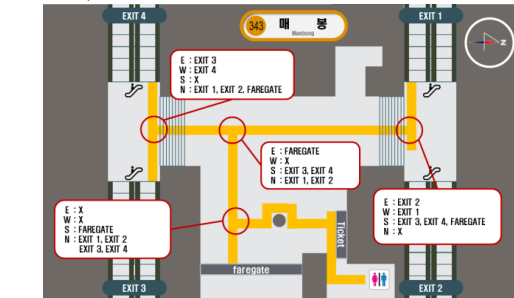 EXIT 4
343 매 봉
Maebong
EXIT 1
N
E : EXIT 3
W : EXIT 4
S : X
N : EXIT 1, EXIT 2, FAREGATE
E : FAREGATE
W : X
S : EXIT 3, EXIT 4
N : EXIT 1, EXIT 2
E : EXIT 2
W : EXIT 1
S : EXIT 3, EXIT 4, FAREGATE
N : X
E : X
W : X
S : FAREGATE
N : EXIT 1, EXIT 2
EXIT 3, EXIT 4
Ticket
faregate
EXIT 3
EXIT 2